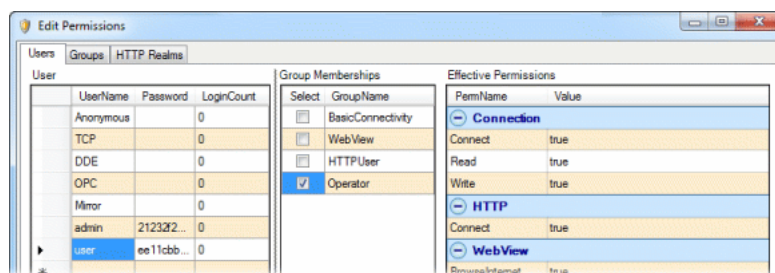 Edit Permissions
Users Groups HTTP Realms
User Group Memberships Effective Permissions
UserName Password LoginCount Select GroupName PermName Value
Anonymous 0 BasicConnectivity Connection
TCP 0 WebView Connect true
DDE 0 HTTPUser Read true
OPC 0 Operator Write true
Mirror 0 HTTP
admin 21232f2... 0 Connect true
user ee11cbb... 0 WebView
BrowseInternet true